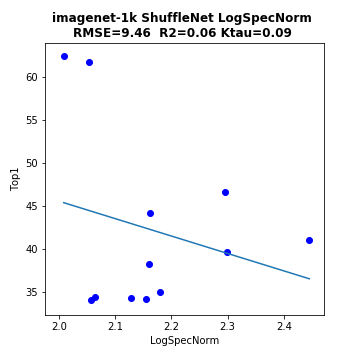 imagenet-1k ShuffleNet LogSpecNorm
RMSE=9.46 R2=0.06 Ktau=0.09
Top1
60
55
50
45
40
35
2.0 2.1 2.2 2.3 2.4
LogSpecNorm